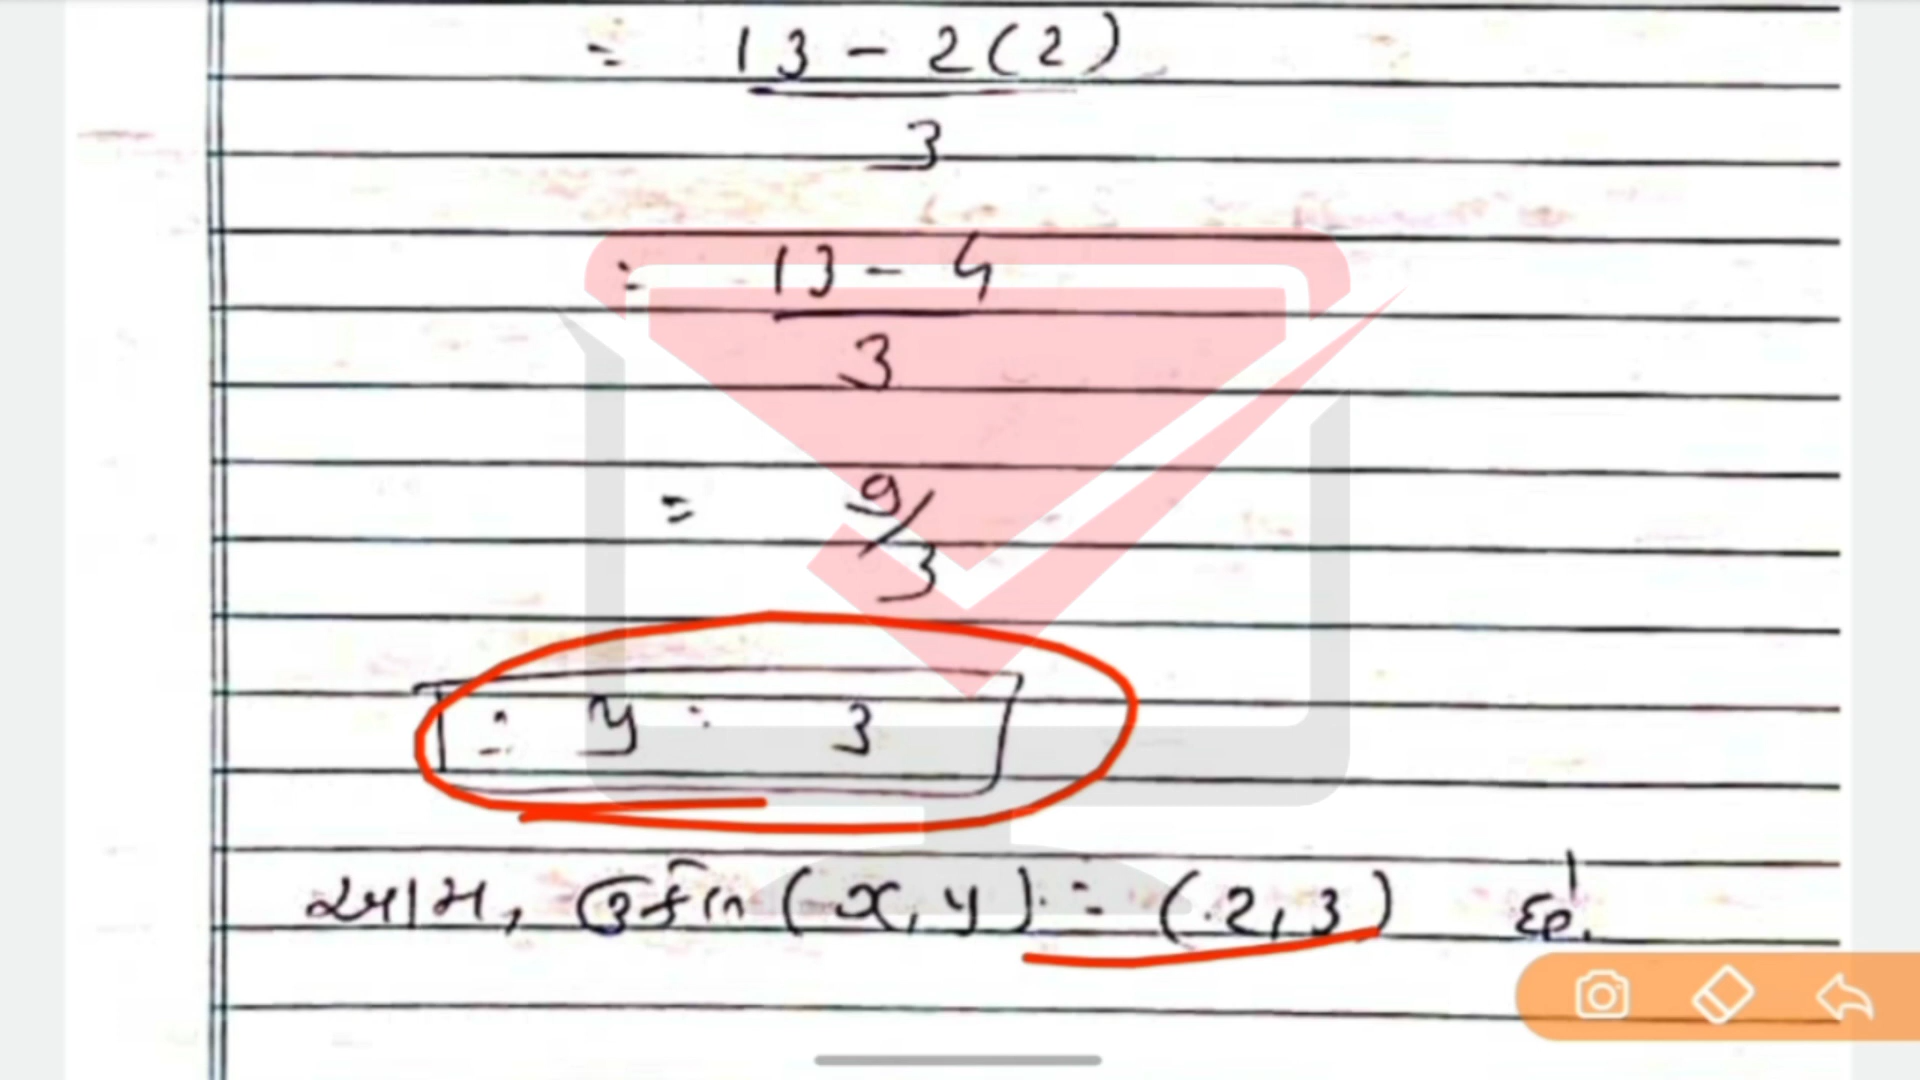 = 13 - 2(2)
3
= 13 - 4
3
= 9/3
∴ y = 3
આમ, ઉકેલ (x, y) = (2, 3) છે.